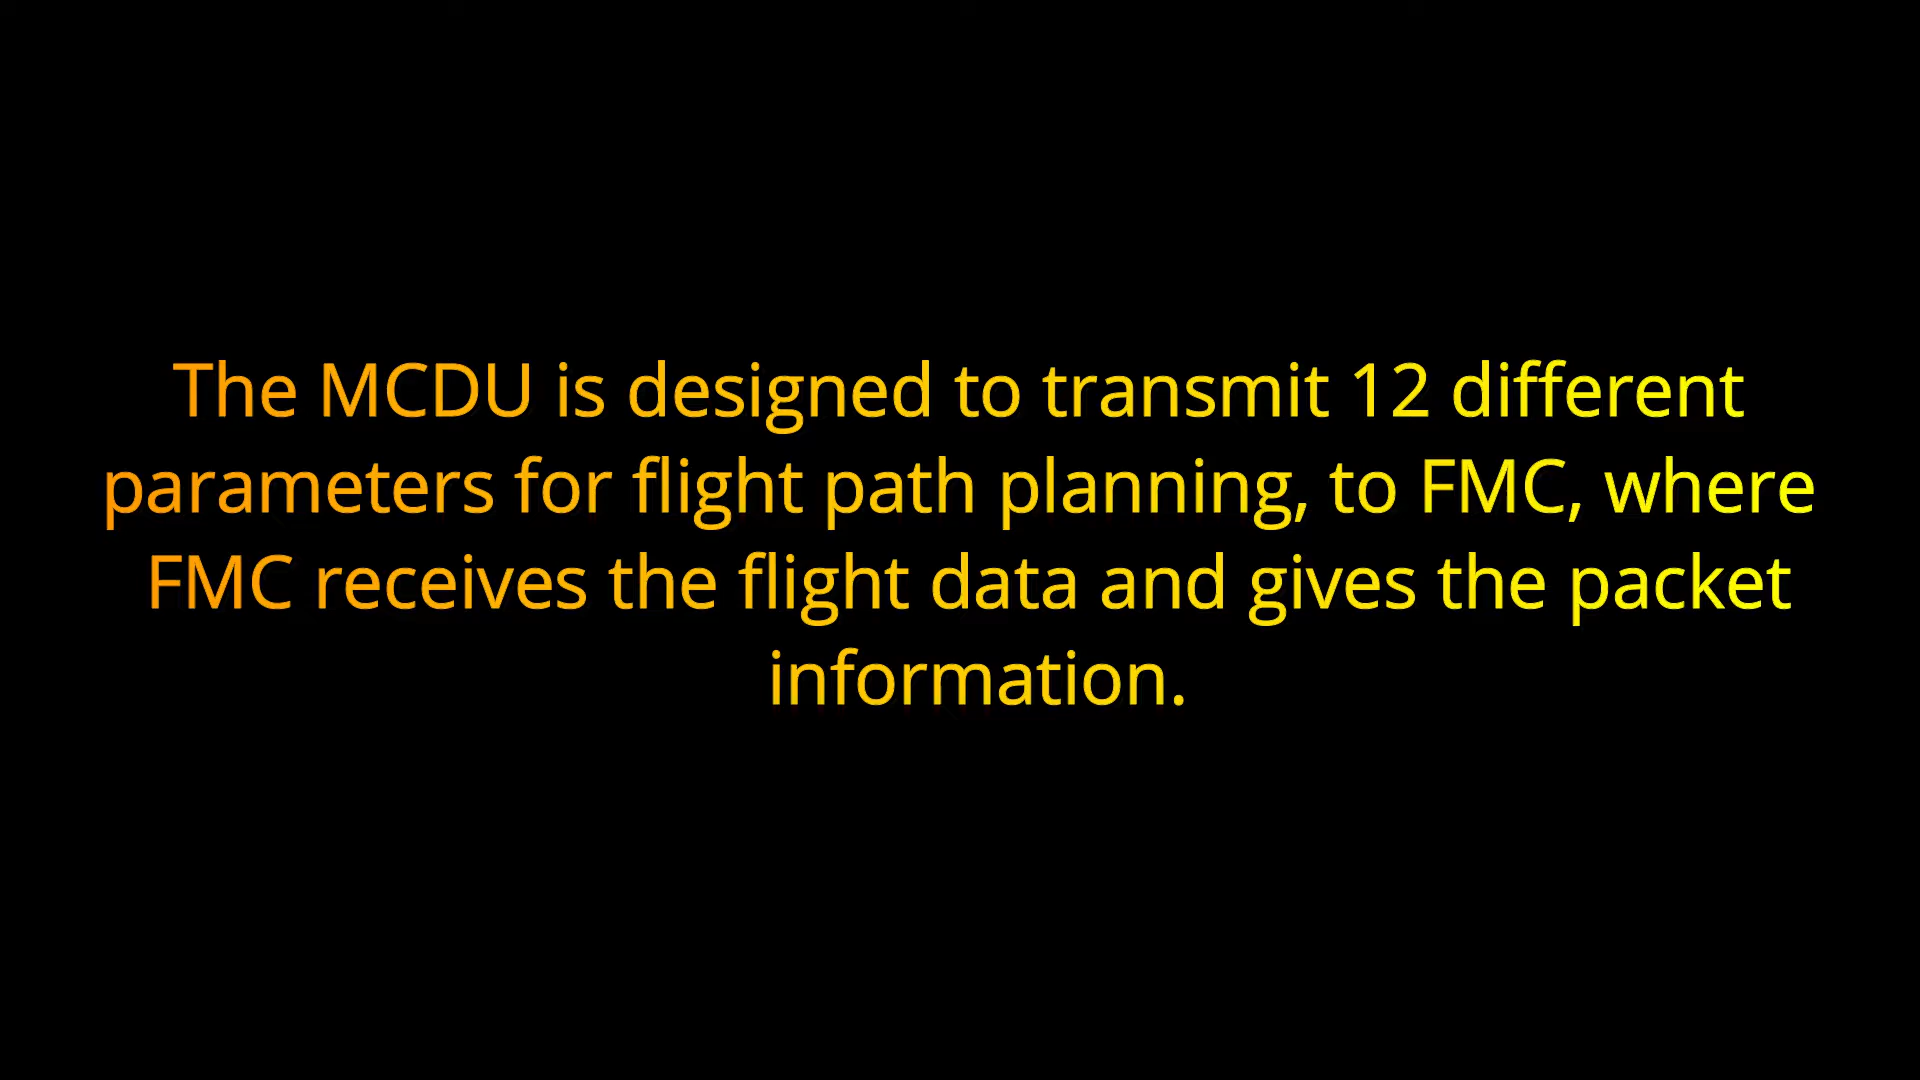 The MCDU is designed to transmit 12 different
parameters for flight path planning, to FMC, where
FMC receives the flight data and gives the packet
information.